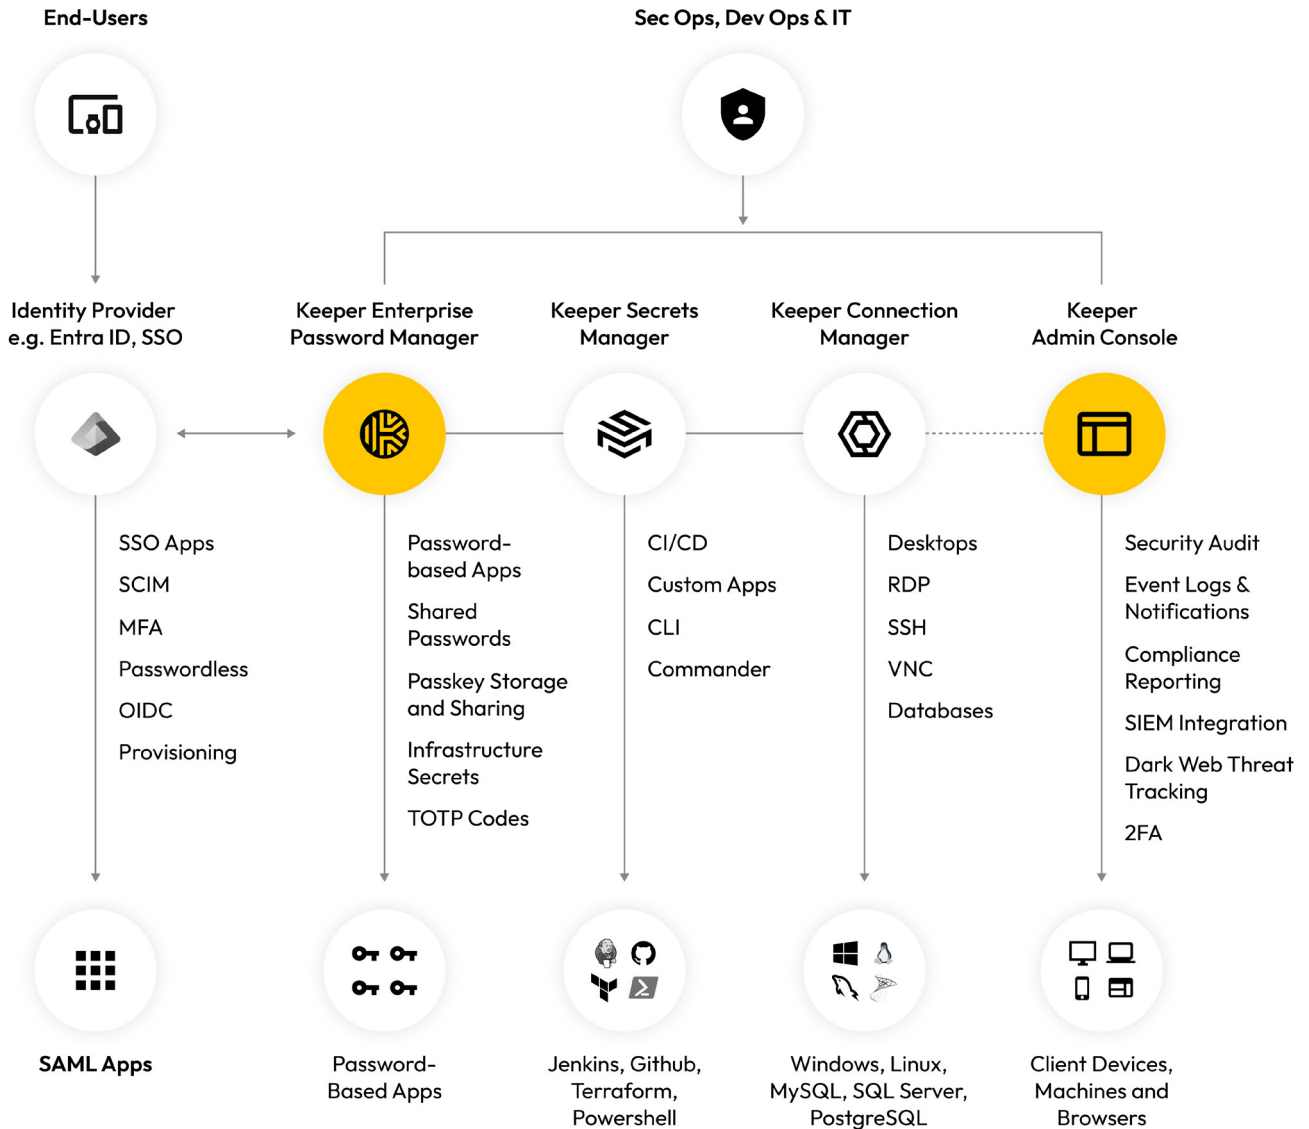 End-Users
Sec Ops, Dev Ops & IT
Identity Provider
e.g. Entra ID, SSO
Keeper Enterprise
Password Manager
Keeper Secrets
Manager
Keeper Connection
Manager
Keeper
Admin Console
SSO Apps
SCIM
MFA
Passwordless
OIDC
Provisioning
Password-
based Apps
Shared
Passwords
Passkey Storage
and Sharing
Infrastructure
Secrets
TOTP Codes
CI/CD
Custom Apps
CLI
Commander
Desktops
RDP
SSH
VNC
Databases
Security Audit
Event Logs &
Notifications
Compliance
Reporting
SIEM Integration
Dark Web Threat
Tracking
2FA
SAML Apps
Password-
Based Apps
Jenkins, Github,
Terraform,
Powershell
Windows, Linux,
MySQL, SQL Server,
PostgreSQL
Client Devices,
Machines and
Browsers